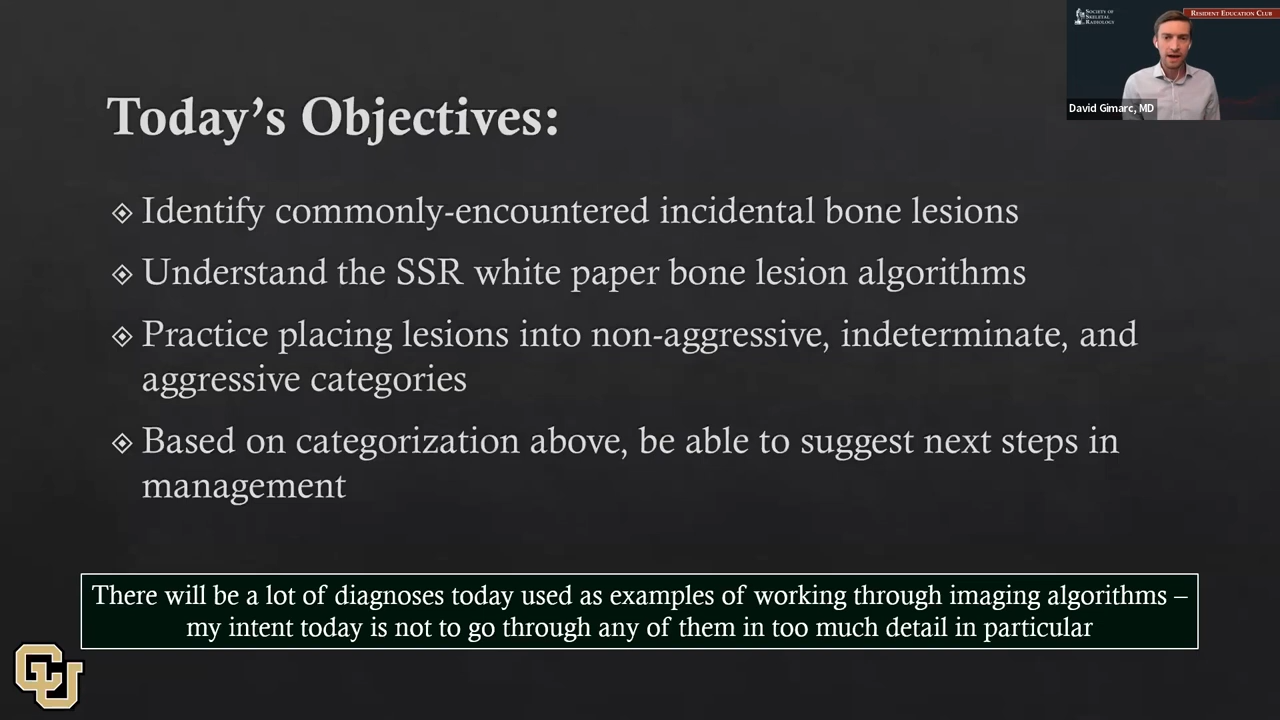 SOCIETY OF
SKELETAL
RADIOLOGY
RESIDENT EDUCATION CLUB
David Gimarc, MD
Today's Objectives:
Identify commonly-encountered incidental bone lesions
Understand the SSR white paper bone lesion algorithms
Practice placing lesions into non-aggressive, indeterminate, and
aggressive categories
Based on categorization above, be able to suggest next steps in
management
There will be a lot of diagnoses today used as examples of working through imaging algorithms –
my intent today is not to go through any of them in too much detail in particular
CU